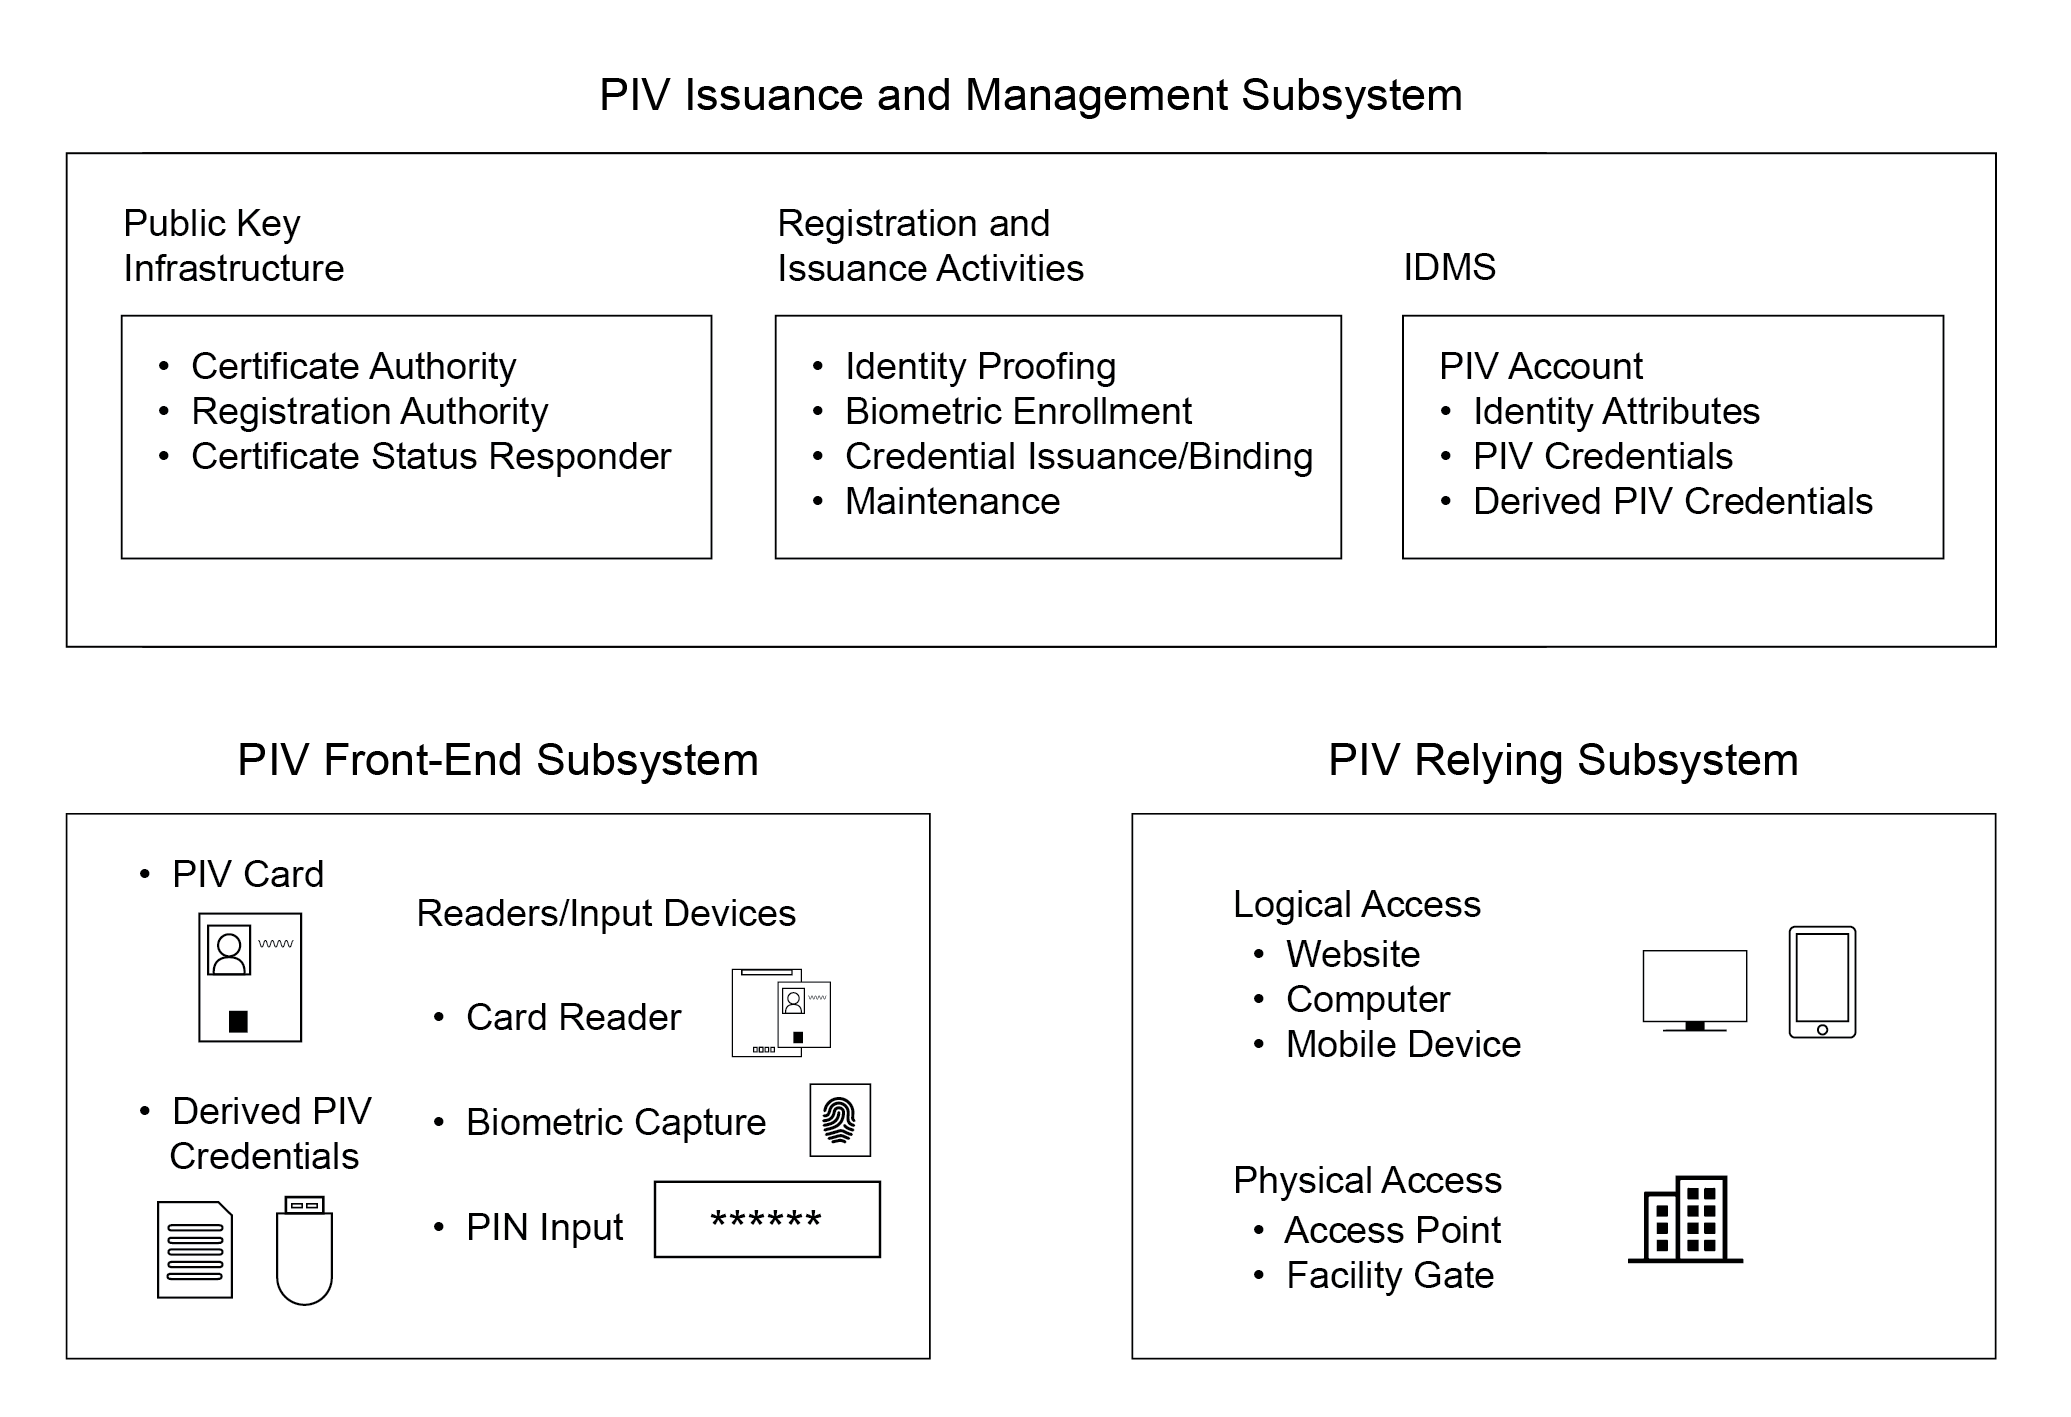 PIV Issuance and Management Subsystem
Public Key
Infrastructure
• Certificate Authority
• Registration Authority
• Certificate Status Responder
Registration and
Issuance Activities
• Identity Proofing
• Biometric Enrollment
• Credential Issuance/Binding
• Maintenance
IDMS
PIV Account
• Identity Attributes
• PIV Credentials
• Derived PIV Credentials
PIV Front-End Subsystem
• PIV Card
• Derived PIV
Credentials
Readers/Input Devices
• Card Reader
• Biometric Capture
• PIN Input
******
PIV Relying Subsystem
Logical Access
• Website
• Computer
• Mobile Device
Physical Access
• Access Point
• Facility Gate